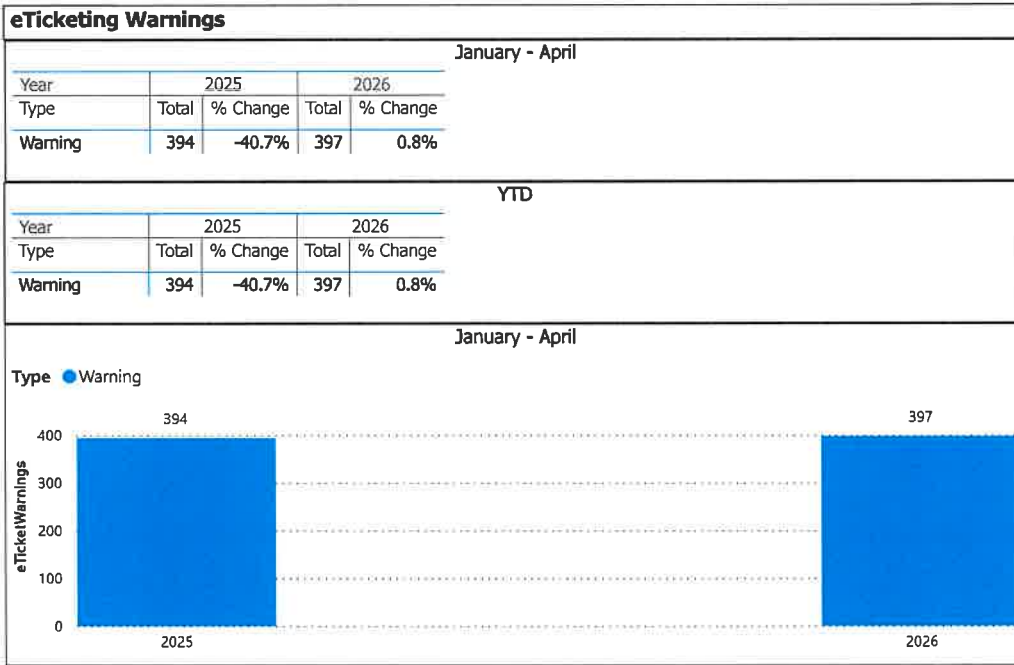 eTicketing Warnings
January - April
Year 2025 2026
Type Total % Change Total % Change
Warning 394 -40.7% 397 0.8%
YTD
Year 2025 2026
Type Total % Change Total % Change
Warning 394 -40.7% 397 0.8%
January - April
Type Warning
394 397
eTicketWarnings
400
300
200
100
0
2025 2026